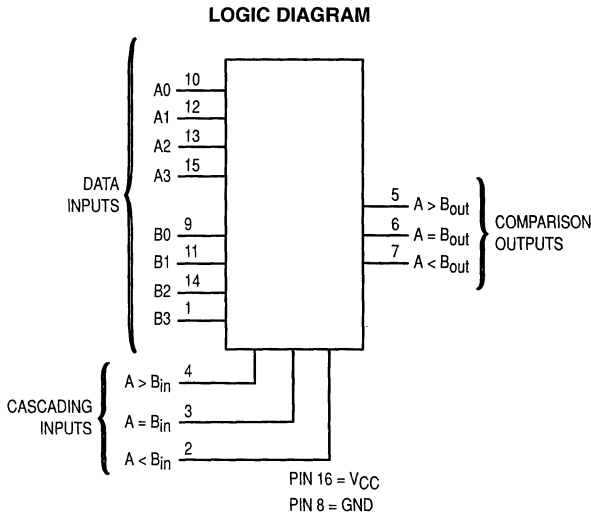 LOGIC DIAGRAM
DATA
INPUTS
A0 10
A1 12
A2 13
A3 15
B0 9
B1 11
B2 14
B3 1
5 A > Bout
6 A = Bout
7 A < Bout
COMPARISON
OUTPUTS
CASCADING
INPUTS
A > Bin 4
A = Bin 3
A < Bin 2
PIN 16 = VCC
PIN 8 = GND